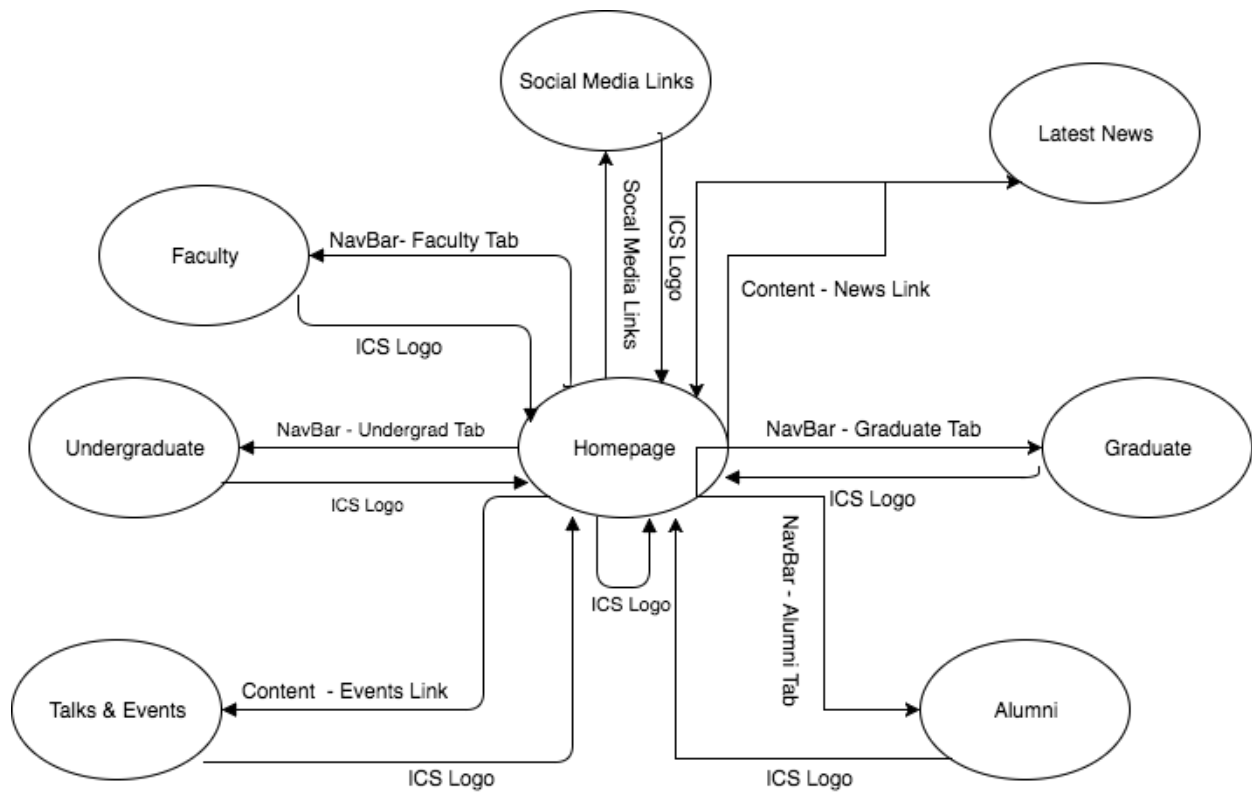 Social Media Links
Latest News
Socal Media Links
ICS Logo
NavBar- Faculty Tab
Faculty
Content - News Link
ICS Logo
NavBar - Undergrad Tab
NavBar - Graduate Tab
Undergraduate
Homepage
Graduate
ICS Logo
ICS Logo
NavBar - Alumni Tab
ICS Logo
Content  - Events Link
Talks & Events
Alumni
ICS Logo
ICS Logo